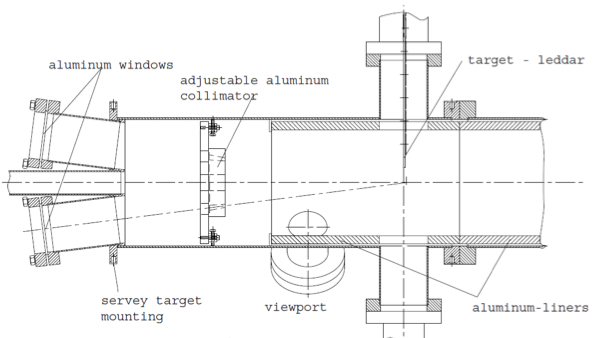 aluminum windows
adjustable aluminum
collimator
target - leddar
servey target
mounting
viewport
aluminum-liners